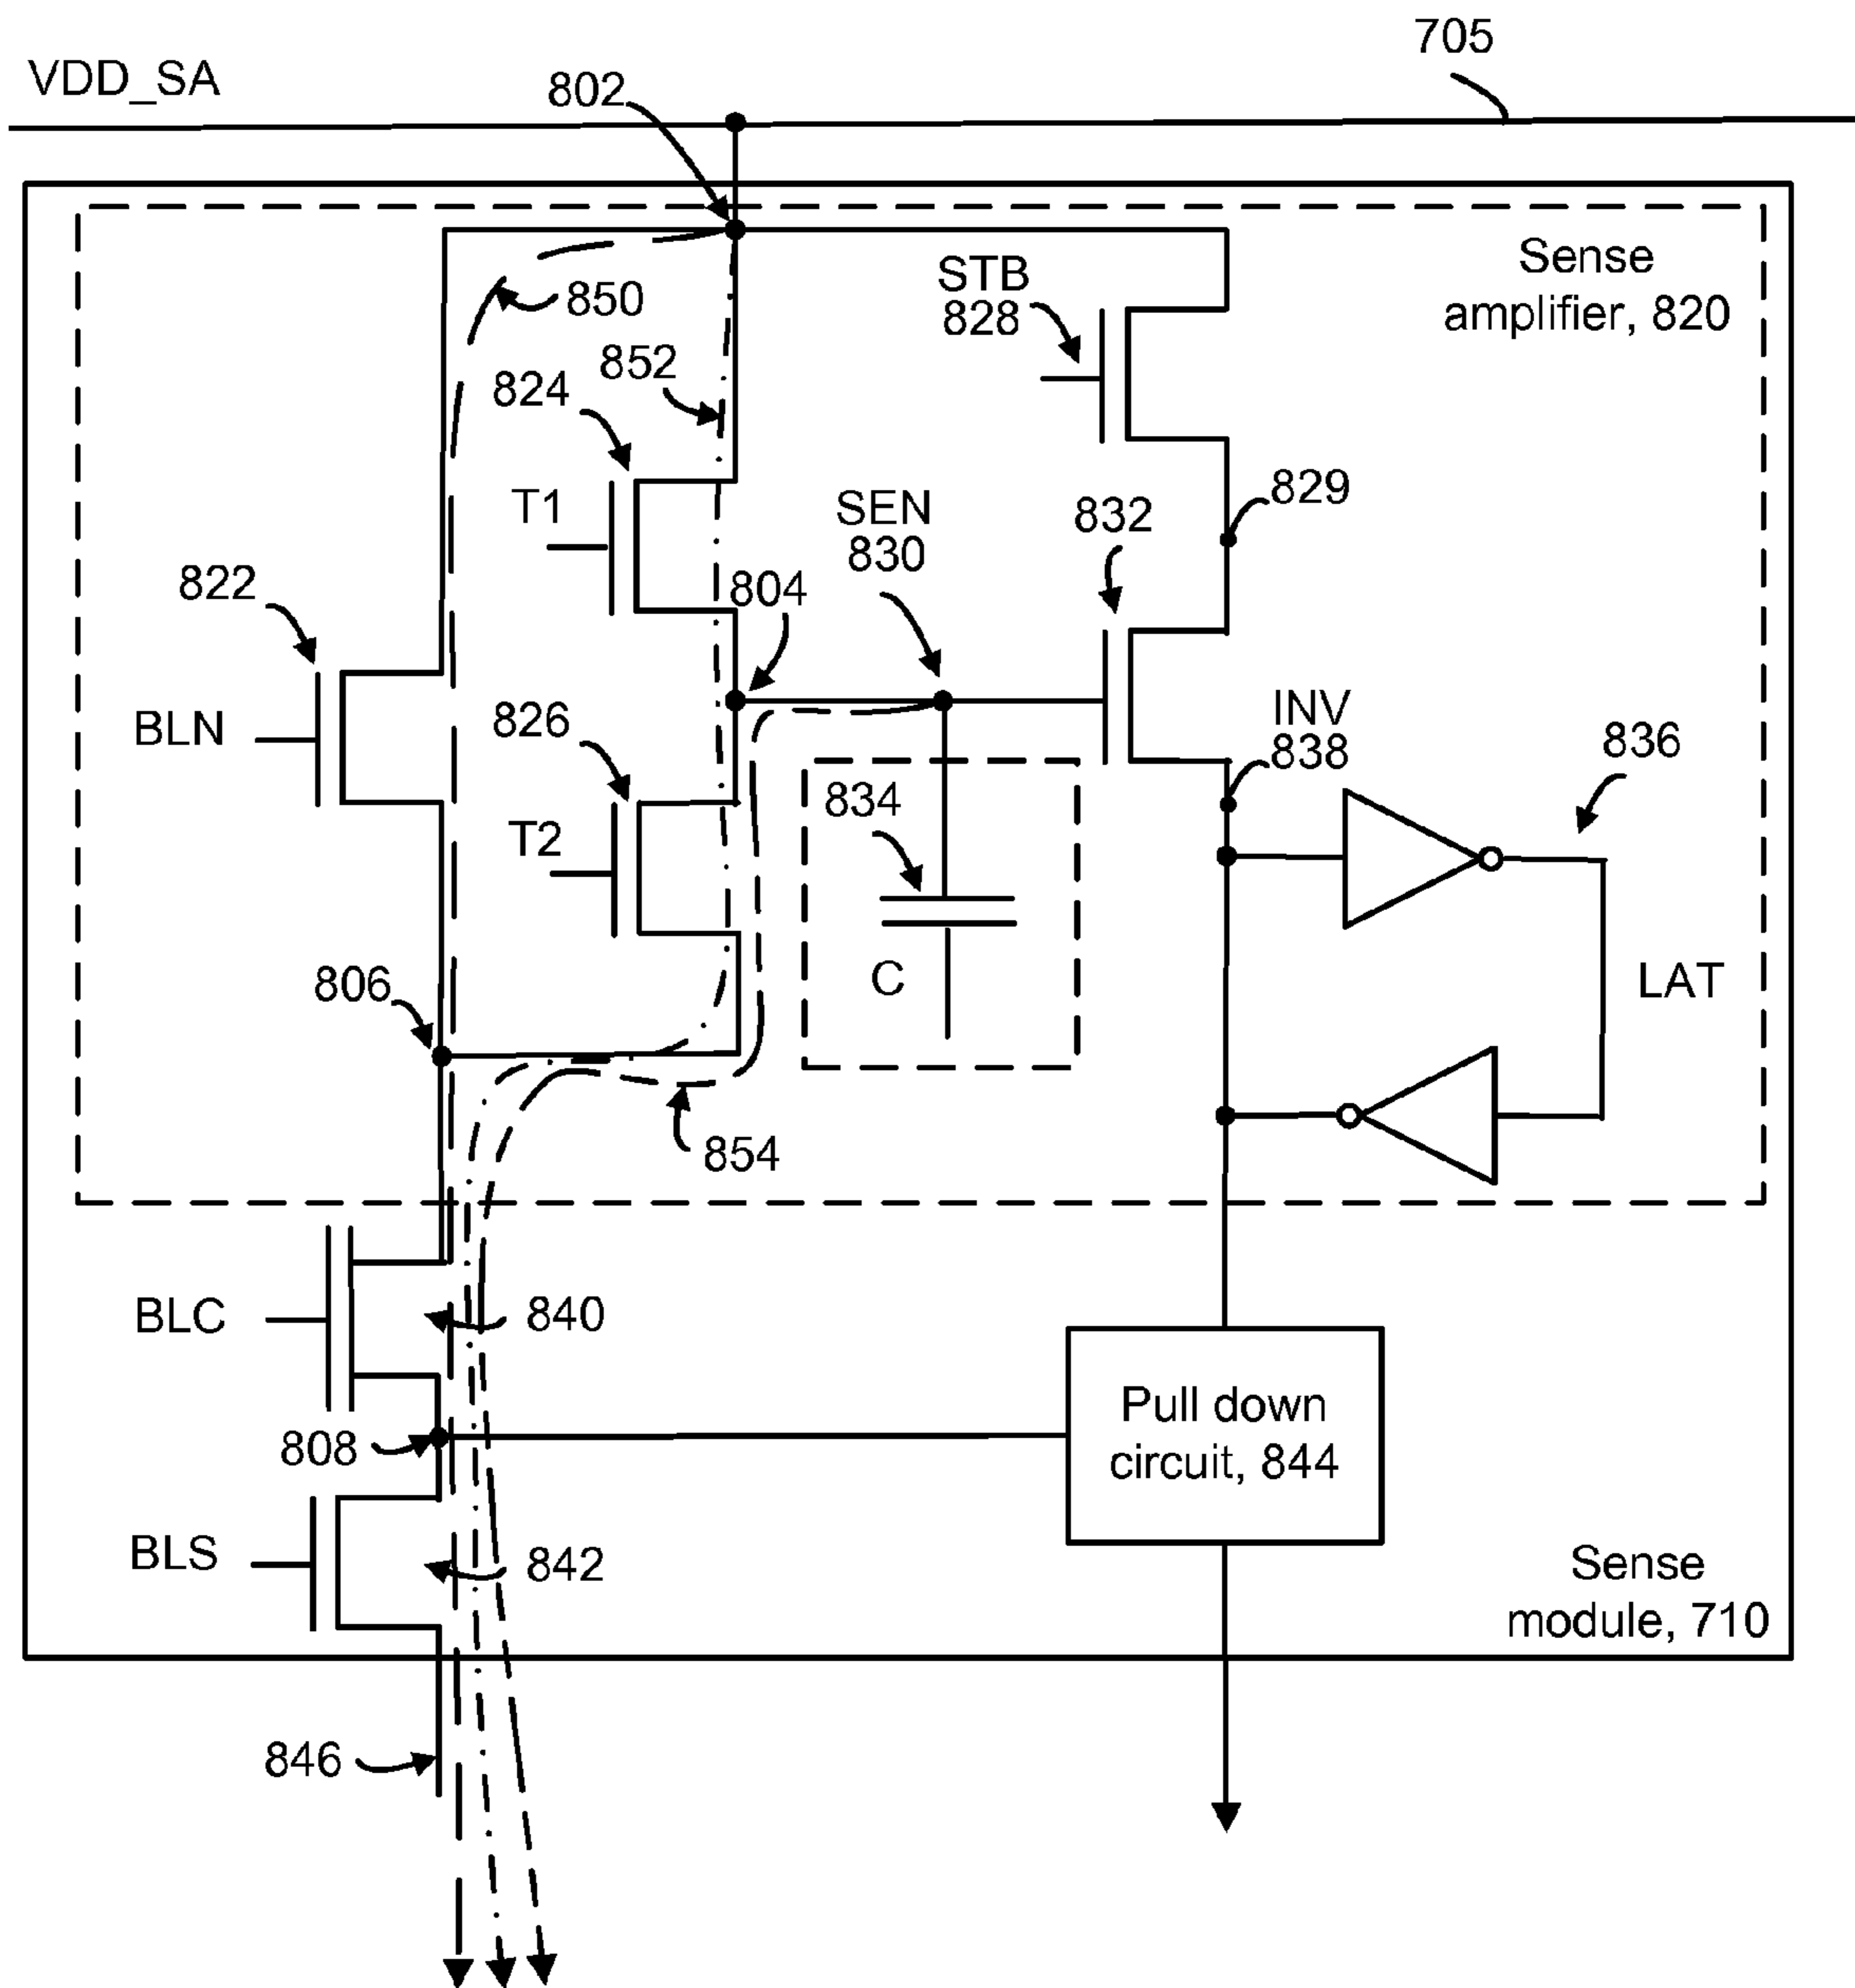 705
VDD_SA
802
Sense
amplifier, 820
STB
828
850
852
824
T1
SEN
830
832
829
822
804
BLN
826
INV
838
836
834
T2
C
LAT
806
854
BLC
840
808
Pull down
circuit, 844
BLS
842
Sense
module, 710
846